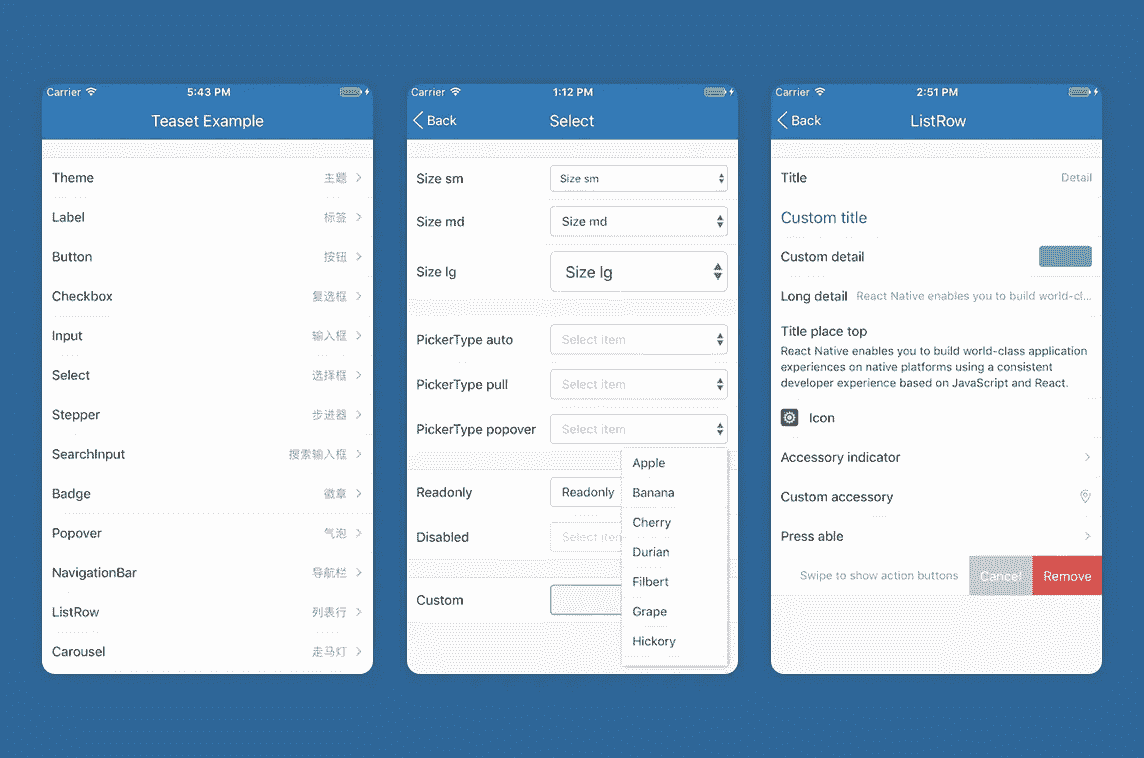 Carrier 5:43 PM
Teaset Example
Theme 主题
Label 标签
Button 按钮
Checkbox 复选框
Input 输入框
Select 选择框
Stepper 步进器
SearchInput 搜索输入框
Badge 徽章
Popover 气泡
NavigationBar 导航栏
ListRow 列表行
Carousel 走马灯
Carrier 1:12 PM
Back Select
Size sm Size sm
Size md Size md
Size lg Size lg
PickerType auto Select item
PickerType pull Select item
PickerType popover Select item
Readonly Readonly
Disabled Select item
Custom
Apple
Banana
Cherry
Durian
Filbert
Grape
Hickory
Carrier 2:51 PM
Back ListRow
Title Detail
Custom title
Custom detail
Long detail React Native enables you to build world-cl...
Title place top
React Native enables you to build world-class application
experiences on native platforms using a consistent
developer experience based on JavaScript and React.
Icon
Accessory indicator
Custom accessory
Press able
Swipe to show action buttons Cancel Remove